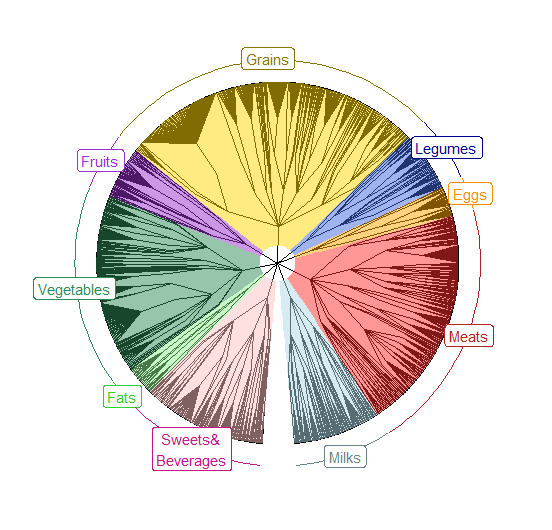 Grains
Legumes
Fruits
Eggs
Vegetables
Meats
Fats
Sweets&
Beverages
Milks